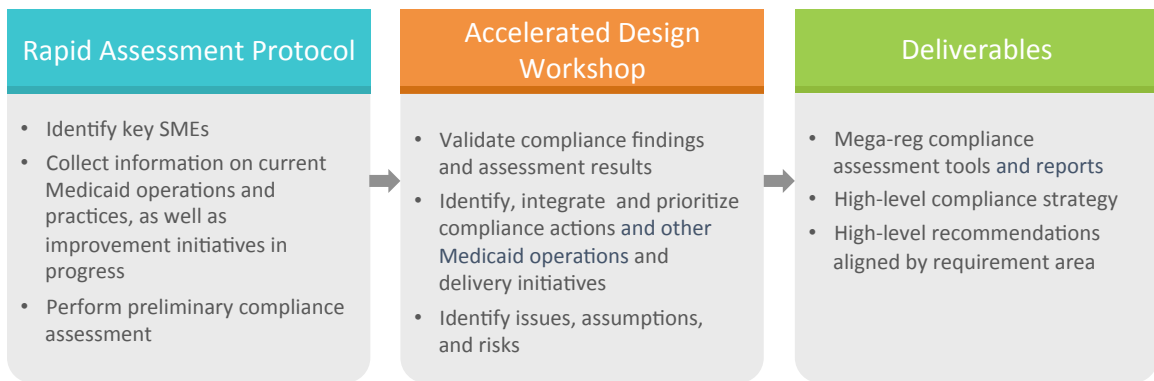 Rapid Assessment Protocol
• Identify key SMEs
• Collect information on current
Medicaid operations and
practices, as well as
improvement initiatives in
progress
• Perform preliminary compliance
assessment
Accelerated Design
Workshop
• Validate compliance findings
and assessment results
• Identify, integrate and prioritize
compliance actions and other
Medicaid operations and
delivery initiatives
• Identify issues, assumptions,
and risks
Deliverables
• Mega-reg compliance
assessment tools and reports
• High-level compliance strategy
• High-level recommendations
aligned by requirement area